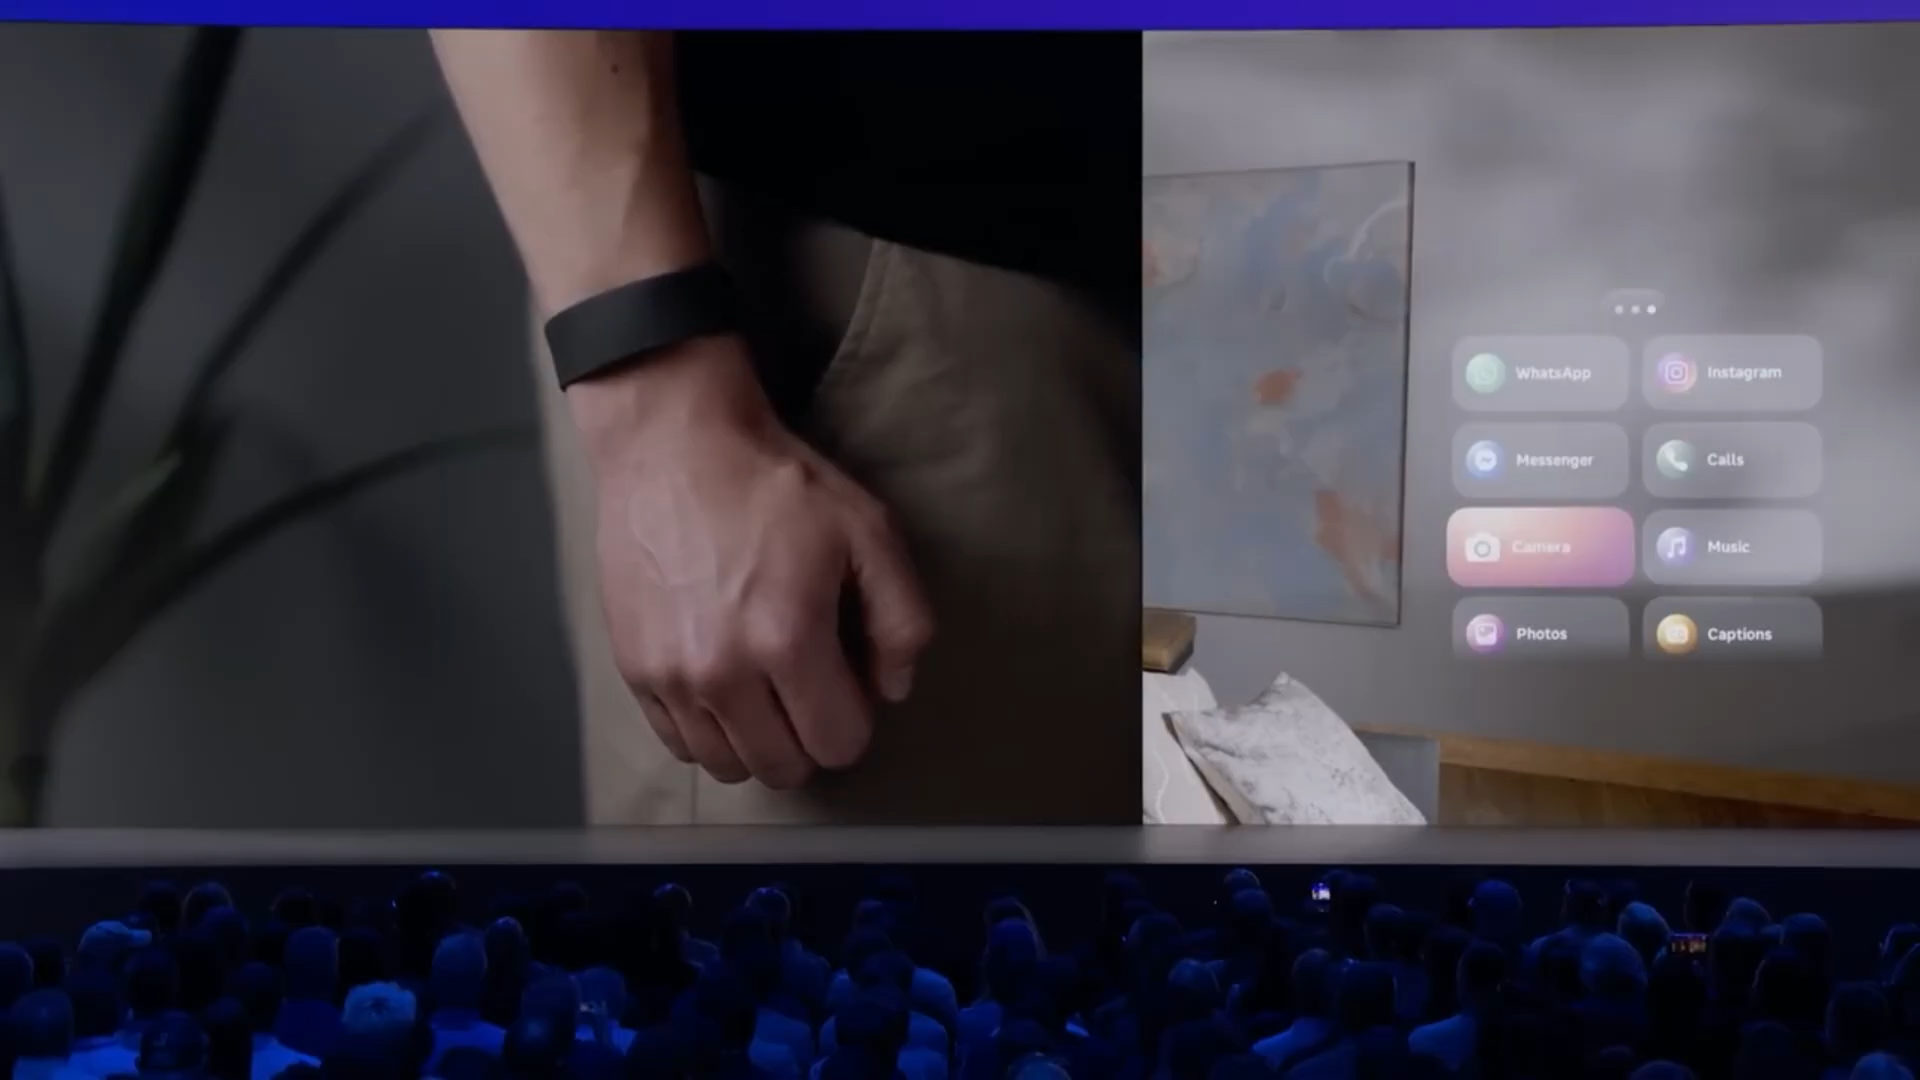 WhatsApp
Instagram
Messenger
Calls
Camera
Music
Photos
Captions